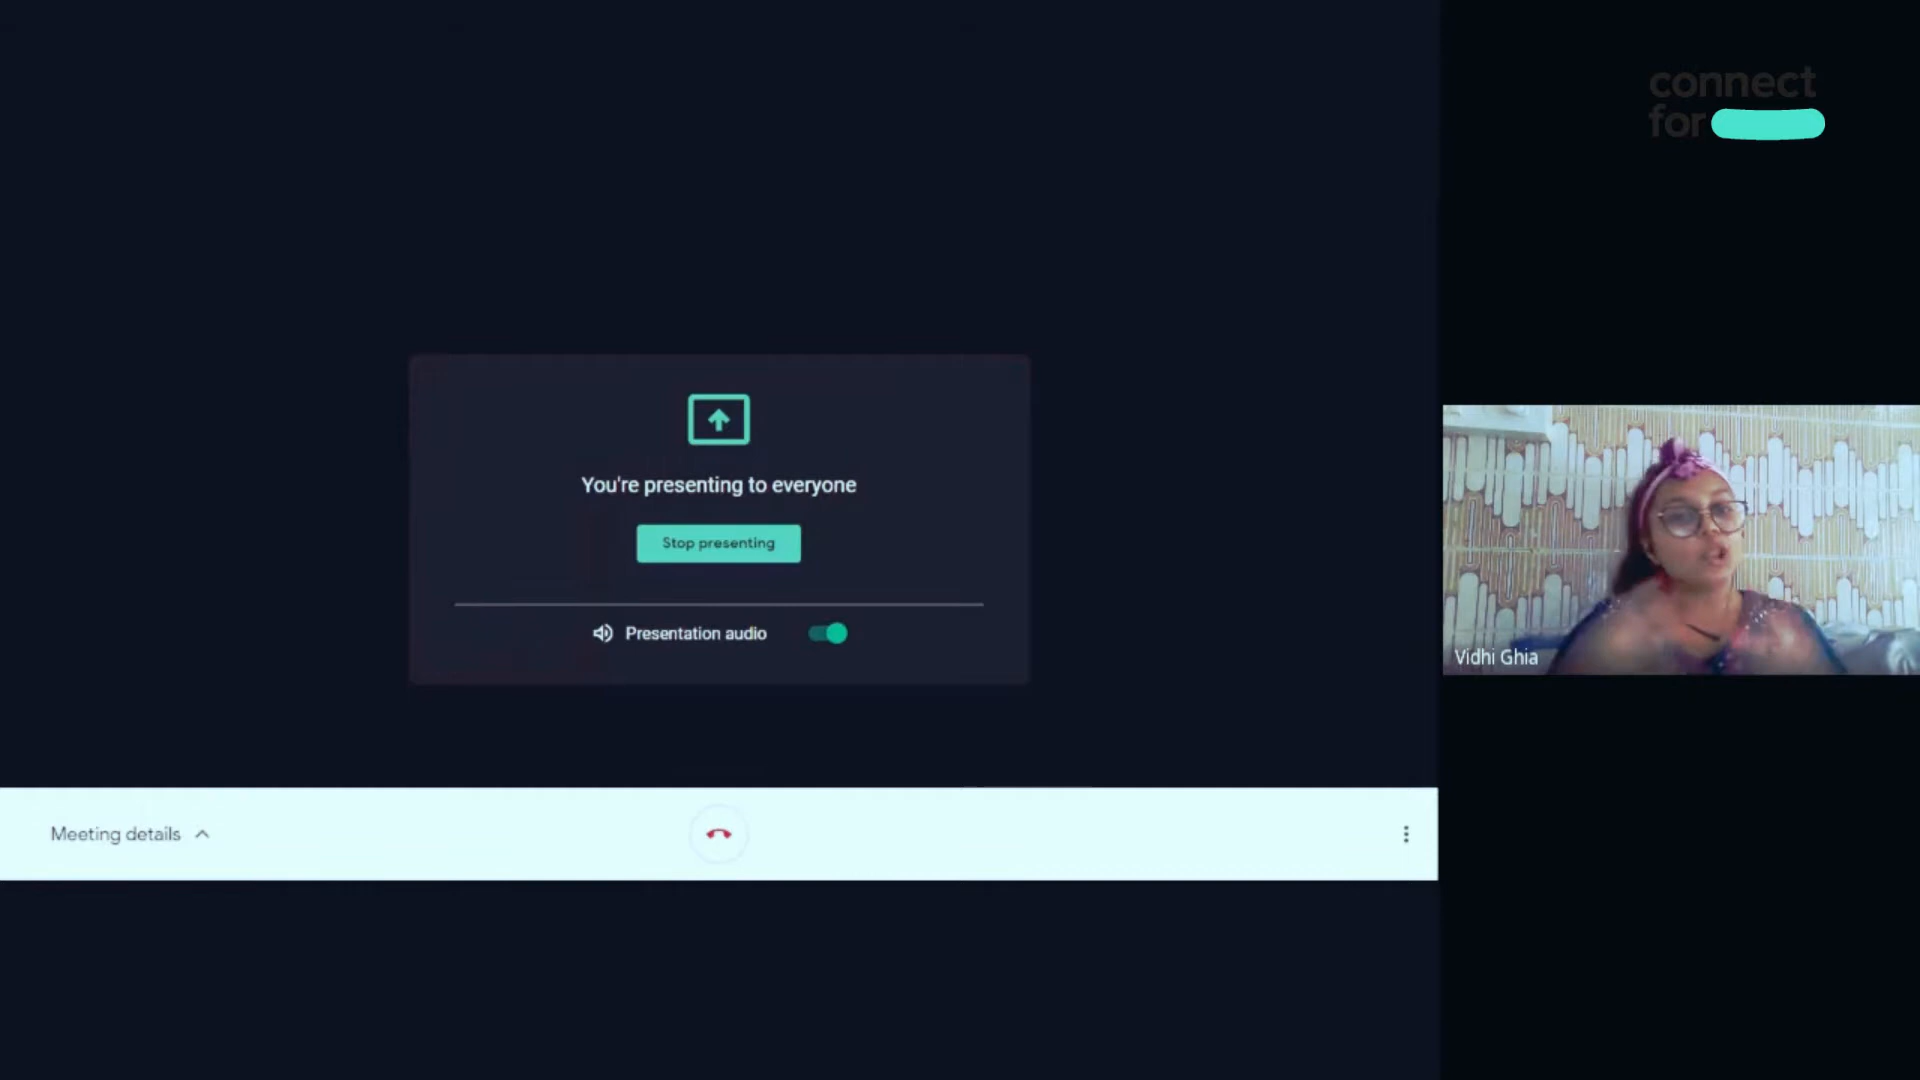 connect
for
You're presenting to everyone
Stop presenting
Presentation audio
Vidhi Ghia
Meeting details